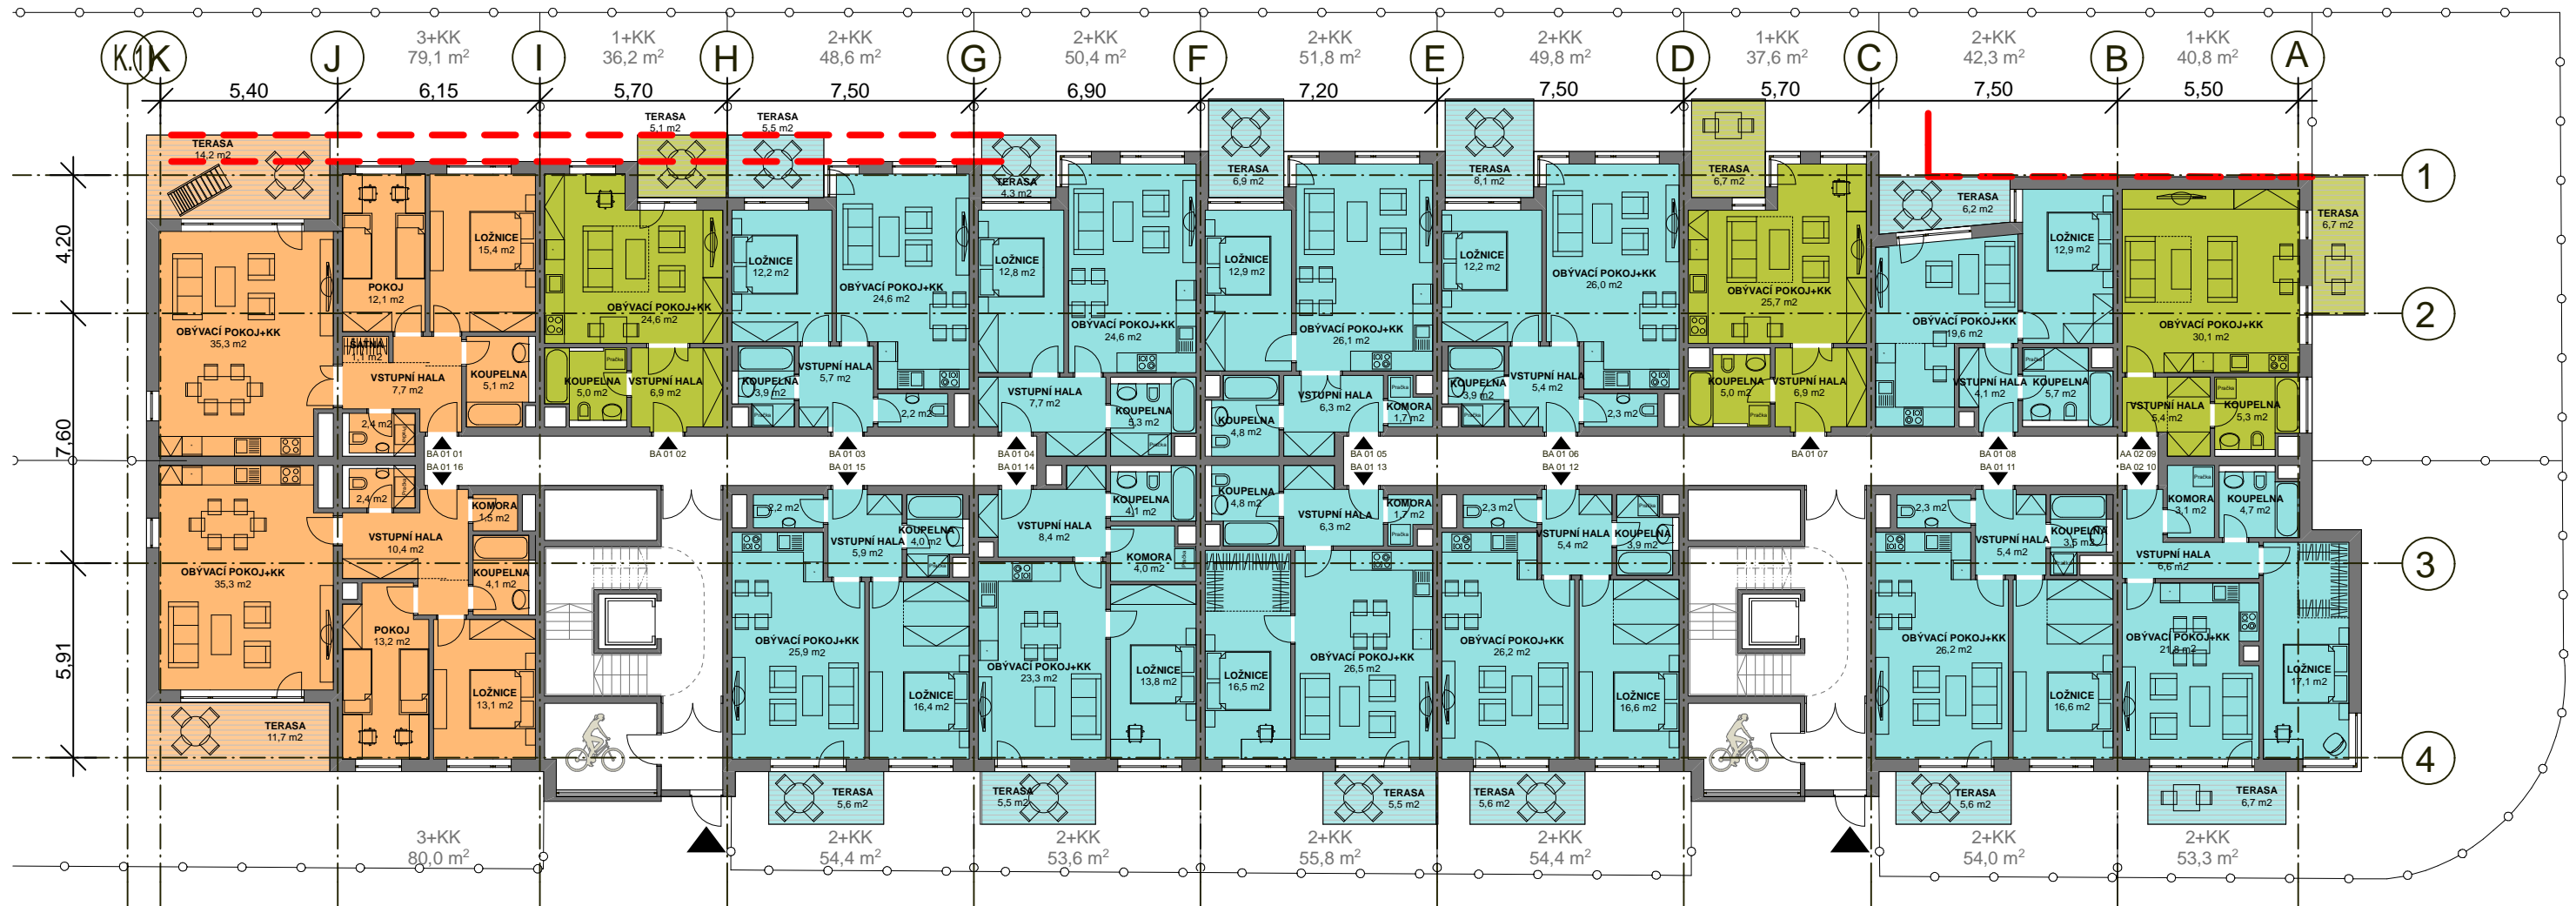 3+KK
79,1 m²
1+KK
36,2 m²
2+KK
48,6 m²
2+KK
50,4 m²
2+KK
51,8 m²
2+KK
49,8 m²
1+KK
37,6 m²
2+KK
42,3 m²
1+KK
40,8 m²
K.1
K
J
I
H
G
F
E
D
C
B
A
5,40
6,15
5,70
7,50
6,90
7,20
7,50
5,70
7,50
5,50
1
2
3
4
4,20
7,60
5,91
TERASA
14,2 m2
TERASA
5,1 m2
TERASA
5,5 m2
TERASA
4,3 m2
TERASA
6,9 m2
TERASA
8,1 m2
TERASA
6,7 m2
TERASA
6,2 m2
TERASA
6,7 m2
OBÝVACÍ POKOJ+KK
35,3 m2
POKOJ
12,1 m2
LOŽNICE
15,4 m2
ŠATNA
1,1 m2
VSTUPNÍ HALA
7,7 m2
KOUPELNA
5,1 m2
2,4 m2
OBÝVACÍ POKOJ+KK
24,6 m2
KOUPELNA
5,0 m2
VSTUPNÍ HALA
6,9 m2
LOŽNICE
12,2 m2
OBÝVACÍ POKOJ+KK
24,6 m2
VSTUPNÍ HALA
5,7 m2
KOUPELNA
3,9 m2
2,2 m2
LOŽNICE
12,8 m2
OBÝVACÍ POKOJ+KK
24,6 m2
VSTUPNÍ HALA
7,7 m2
KOUPELNA
5,3 m2
LOŽNICE
12,9 m2
OBÝVACÍ POKOJ+KK
26,1 m2
VSTUPNÍ HALA
6,3 m2
KOMORA
1,7 m2
KOUPELNA
4,8 m2
LOŽNICE
12,2 m2
OBÝVACÍ POKOJ+KK
26,0 m2
VSTUPNÍ HALA
5,4 m2
KOUPELNA
3,9 m2
2,3 m2
OBÝVACÍ POKOJ+KK
25,7 m2
KOUPELNA
5,0 m2
VSTUPNÍ HALA
6,9 m2
OBÝVACÍ POKOJ+KK
19,6 m2
LOŽNICE
12,9 m2
VSTUPNÍ HALA
4,1 m2
KOUPELNA
5,7 m2
OBÝVACÍ POKOJ+KK
30,1 m2
VSTUPNÍ HALA
5,4 m2
KOUPELNA
5,3 m2
BA 01 01
BA 01 16
BA 01 02
BA 01 03
BA 01 15
BA 01 04
BA 01 14
BA 01 05
BA 01 13
BA 01 06
BA 01 12
BA 01 07
BA 01 08
BA 01 11
AA 02 09
BA 02 10
2,4 m2
KOMORA
1,5 m2
VSTUPNÍ HALA
10,4 m2
KOUPELNA
4,1 m2
OBÝVACÍ POKOJ+KK
35,3 m2
POKOJ
13,2 m2
LOŽNICE
13,1 m2
TERASA
11,7 m2
2,2 m2
VSTUPNÍ HALA
5,9 m2
KOUPELNA
4,0 m2
OBÝVACÍ POKOJ+KK
25,9 m2
LOŽNICE
16,4 m2
TERASA
5,6 m2
KOUPELNA
4,1 m2
VSTUPNÍ HALA
8,4 m2
KOMORA
4,0 m2
OBÝVACÍ POKOJ+KK
23,3 m2
LOŽNICE
13,8 m2
TERASA
5,5 m2
KOUPELNA
4,8 m2
VSTUPNÍ HALA
6,3 m2
KOMORA
1,7 m2
LOŽNICE
16,5 m2
OBÝVACÍ POKOJ+KK
26,5 m2
TERASA
5,5 m2
2,3 m2
VSTUPNÍ HALA
5,4 m2
KOUPELNA
3,9 m2
OBÝVACÍ POKOJ+KK
26,2 m2
LOŽNICE
16,6 m2
TERASA
5,6 m2
2,3 m2
VSTUPNÍ HALA
5,4 m2
KOUPELNA
3,5 m2
OBÝVACÍ POKOJ+KK
26,2 m2
LOŽNICE
16,6 m2
TERASA
5,6 m2
KOMORA
3,1 m2
KOUPELNA
4,7 m2
VSTUPNÍ HALA
6,6 m2
OBÝVACÍ POKOJ+KK
21,8 m2
LOŽNICE
17,1 m2
TERASA
6,7 m2
3+KK
80,0 m²
2+KK
54,4 m²
2+KK
53,6 m²
2+KK
55,8 m²
2+KK
54,4 m²
2+KK
54,0 m²
2+KK
53,3 m²